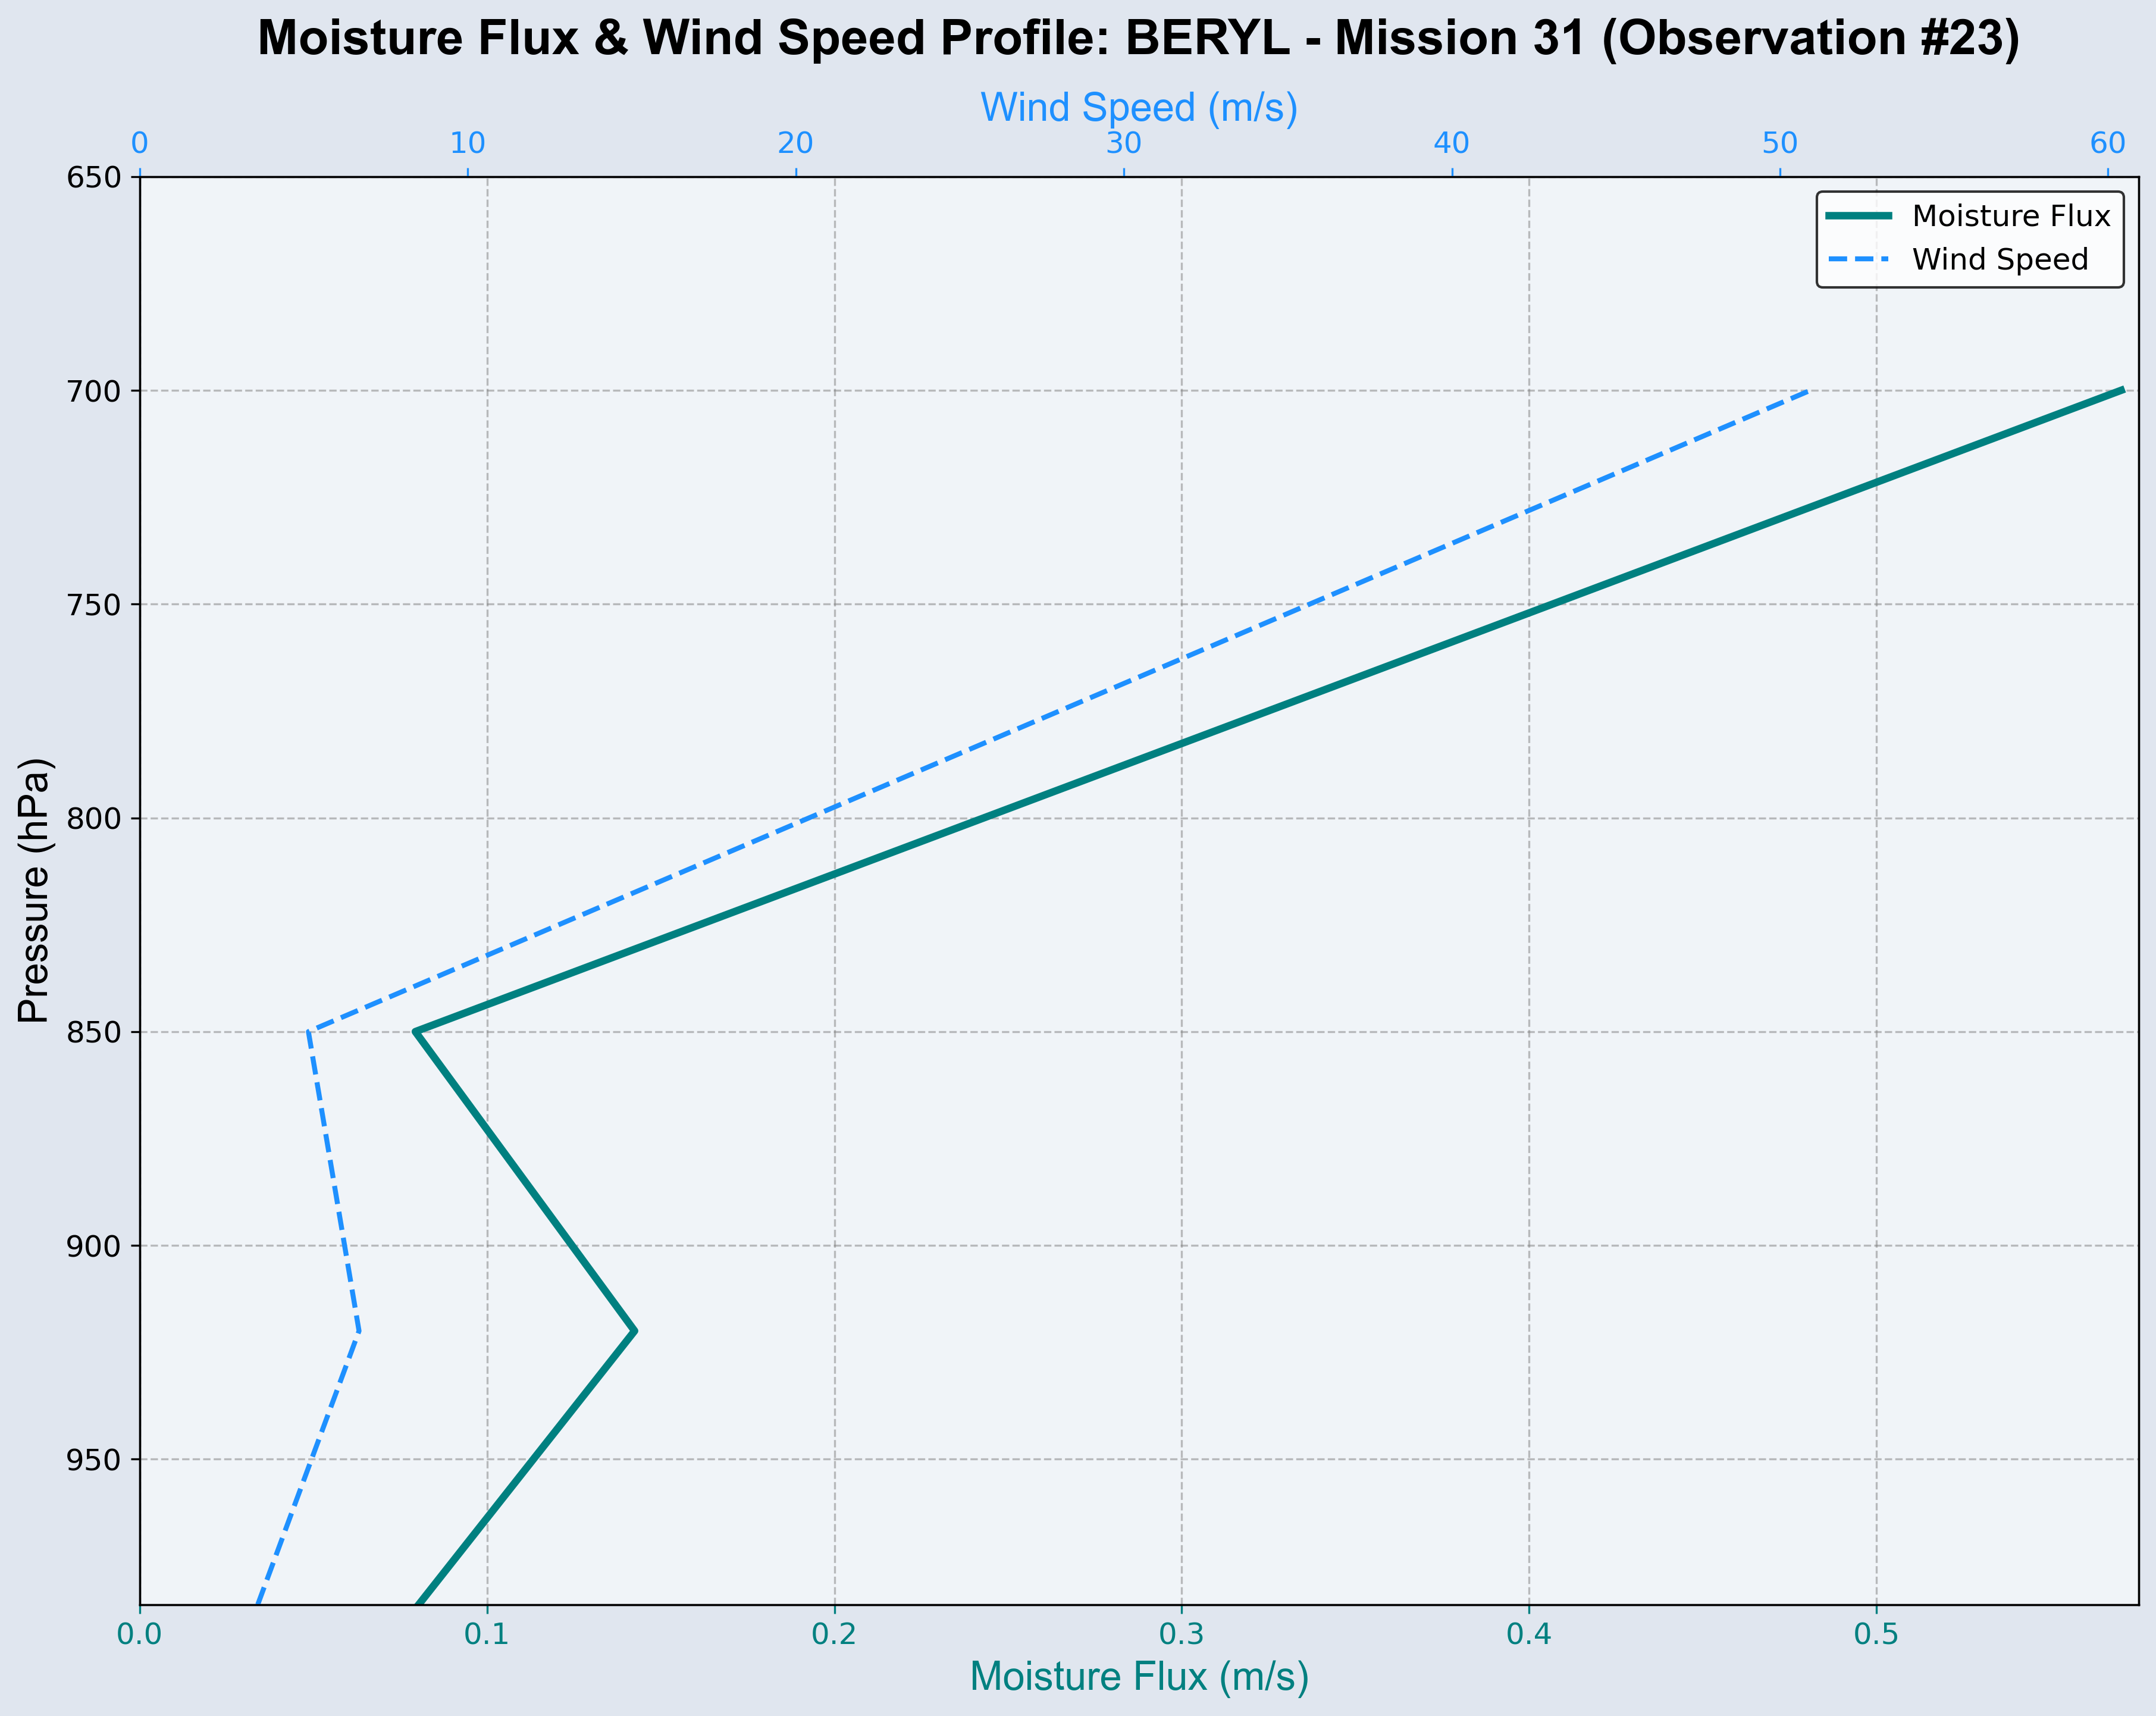 Moisture Flux & Wind Speed Profile: BERYL - Mission 31 (Observation #23)
Wind Speed (m/s)
0 10 20 30 40 50 60
Moisture Flux
Wind Speed
Pressure (hPa)
650
700
750
800
850
900
950
0.0 0.1 0.2 0.3 0.4 0.5
Moisture Flux (m/s)